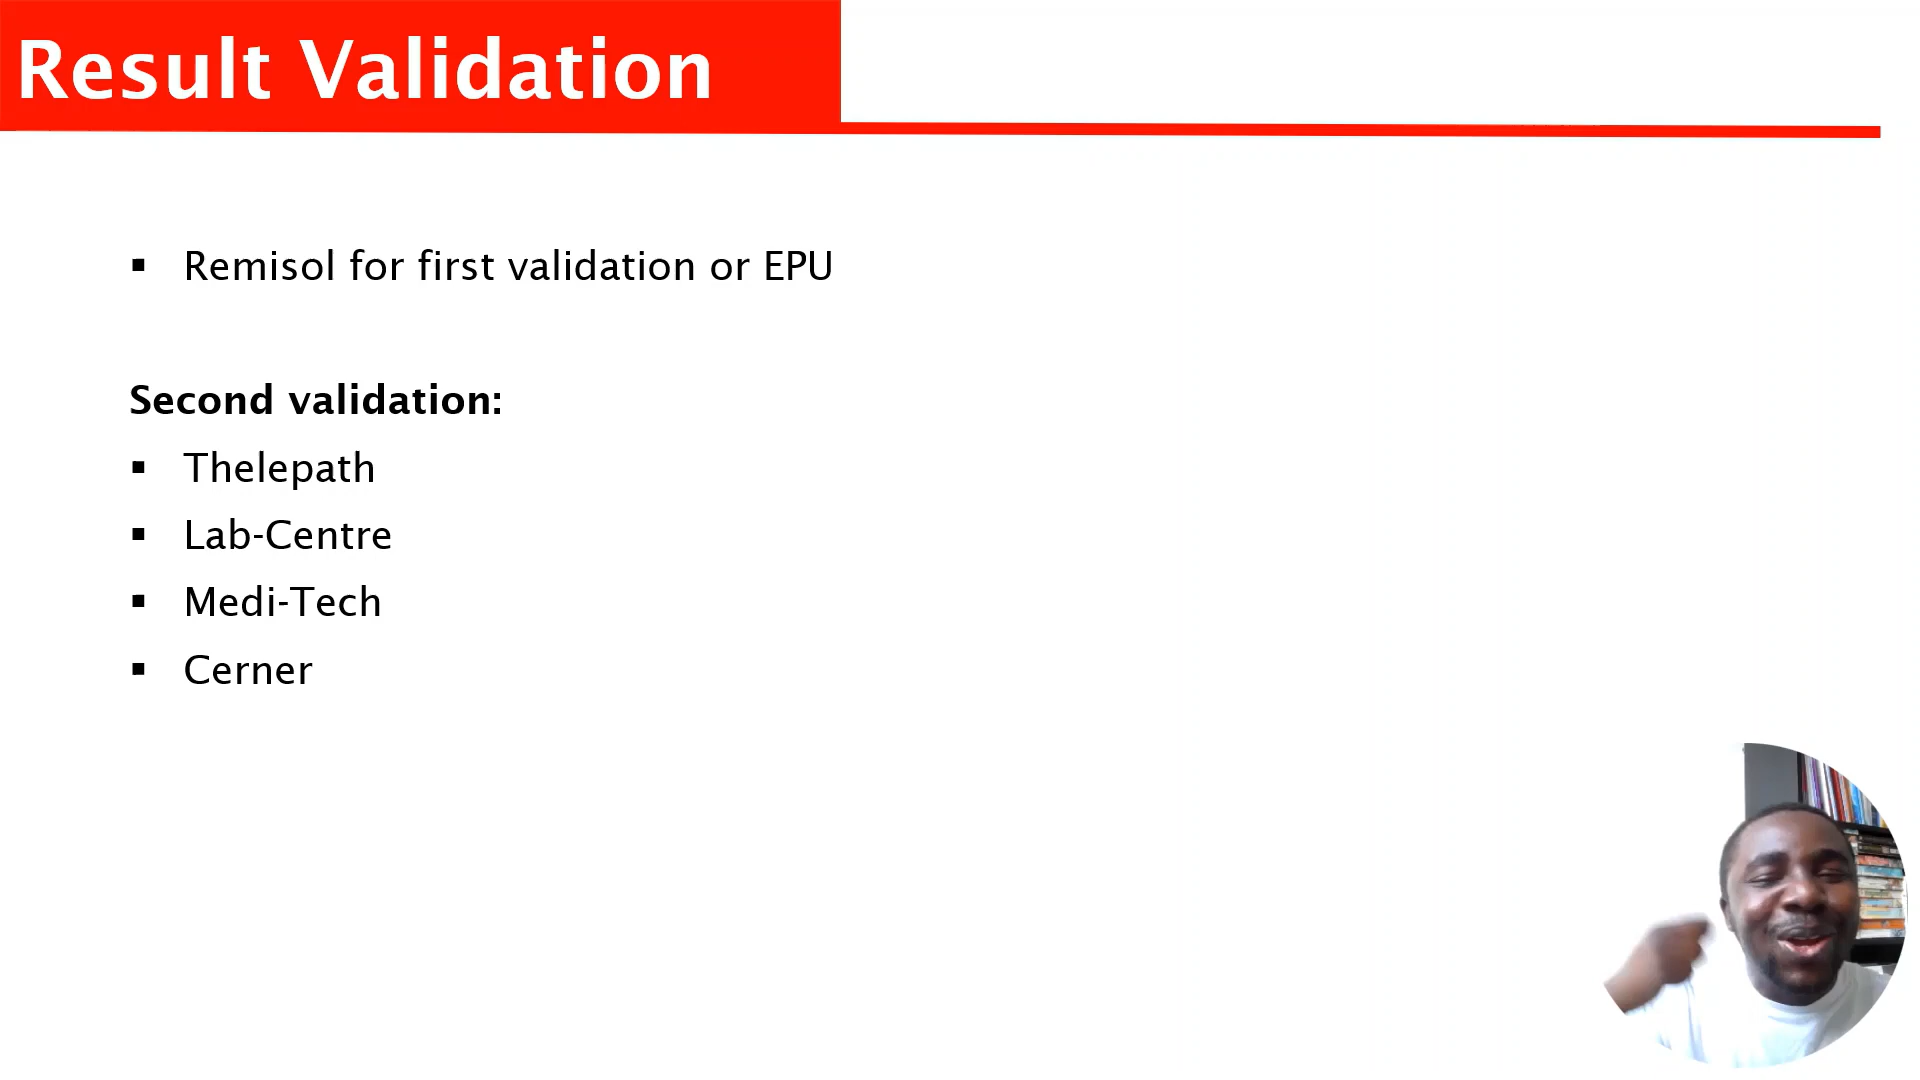 Result Validation
▪ Remisol for first validation or EPU
Second validation:
▪ Thelepath
▪ Lab-Centre
▪ Medi-Tech
▪ Cerner